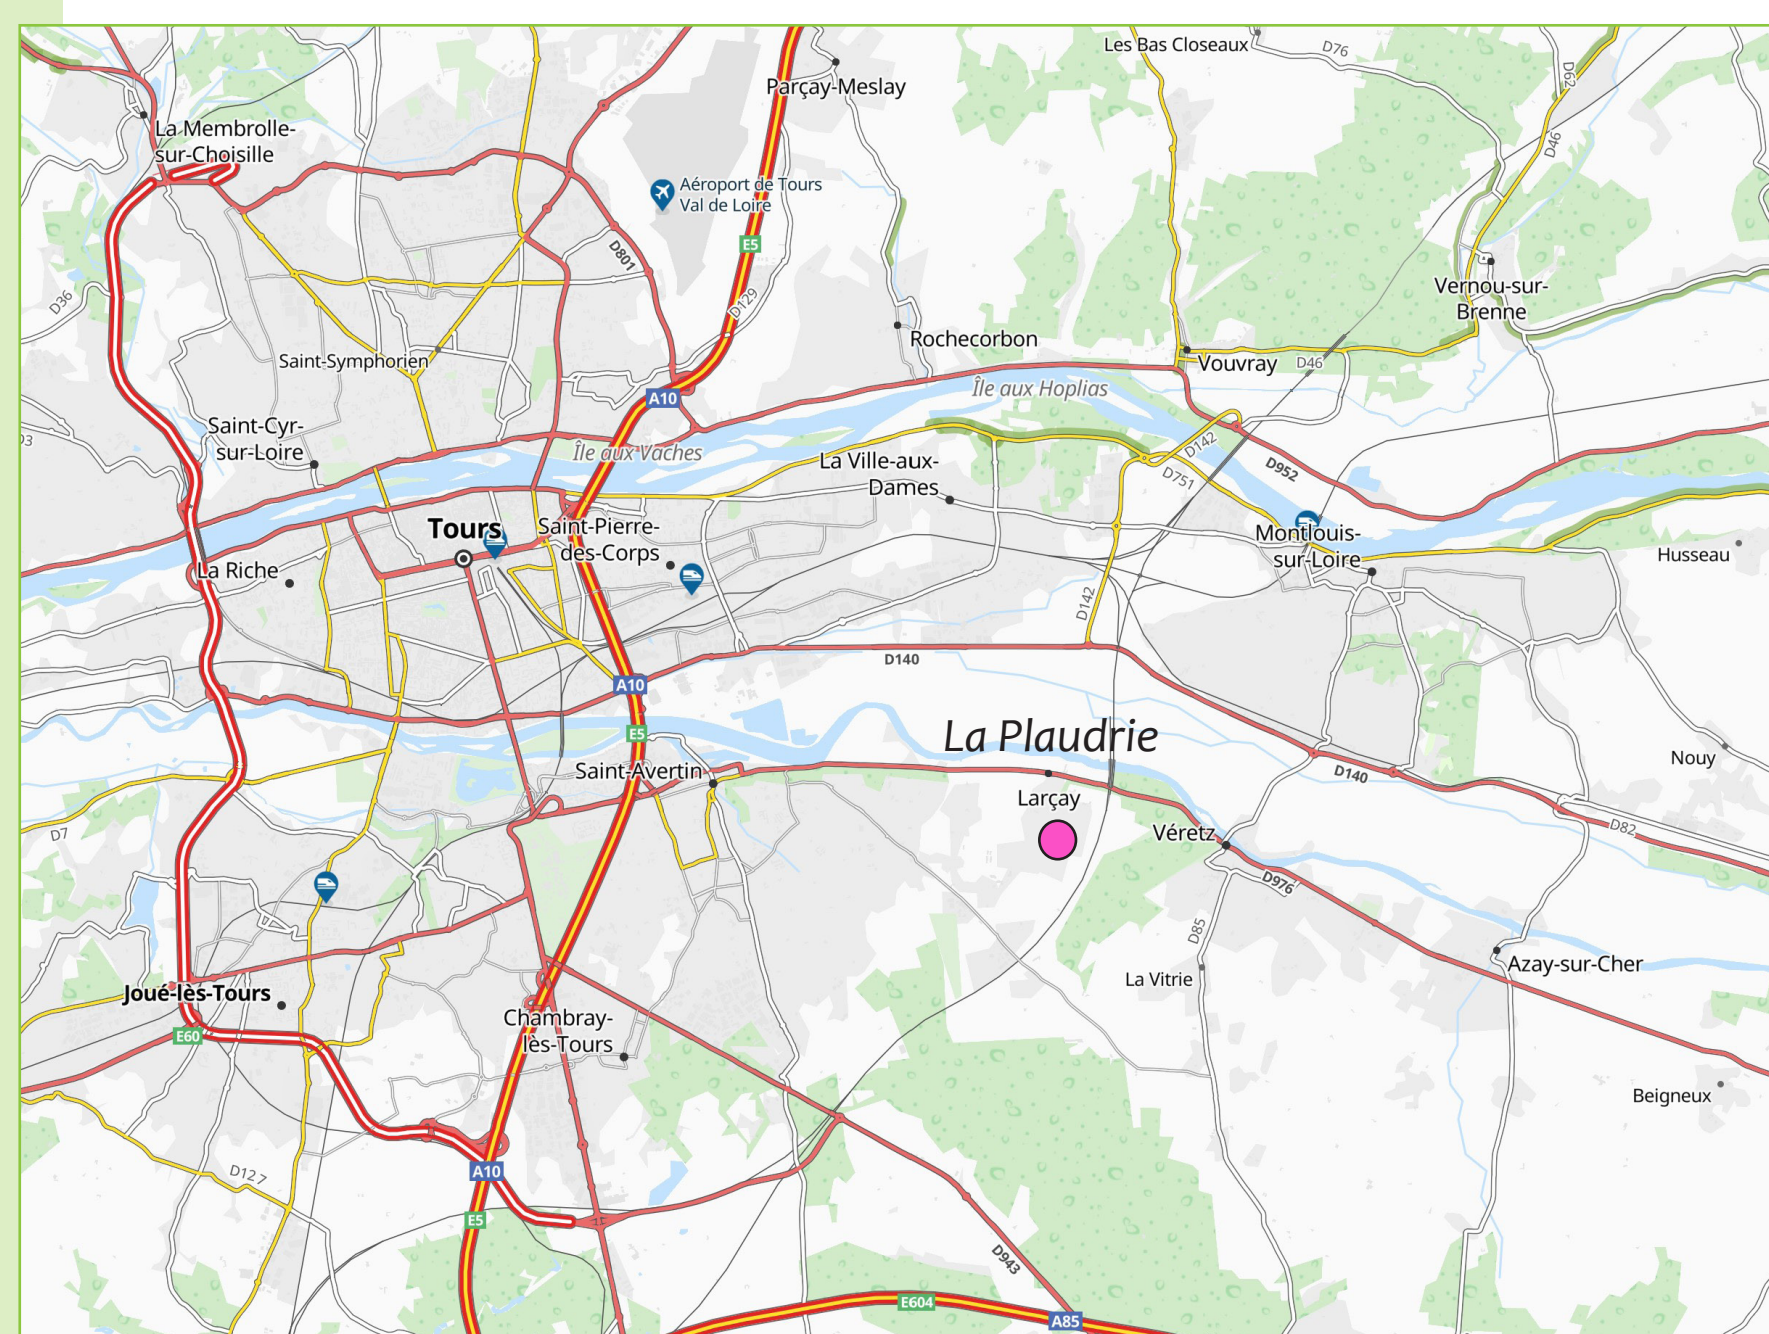 Les Bas Closeaux
D76
D62
Parçay-Meslay
La Membrolle-
sur-Choisille
D46
Aéroport de Tours
Val de Loire
E5
D801
D36
D129
Vernou-sur-
Brenne
Rochecorbon
Saint-Symphorien
Vouvray
D46
Île aux Hoplias
A10
Saint-Cyr-
sur-Loire
D3
Île aux Vaches
D142
La Ville-aux-
Dames
D952
D751
Tours
Saint-Pierre-
des-Corps
Montlouis-
sur-Loire
Husseau
La Riche
D142
D140
A10
E5
La Plaudrie
Nouy
Saint-Avertin
D140
Larçay
D82
D7
Véretz
D976
D85
Azay-sur-Cher
La Vitrie
Joué-lès-Tours
Chambray-
lès-Tours
E60
Beigneux
A10
D127
E5
D943
E604
A85